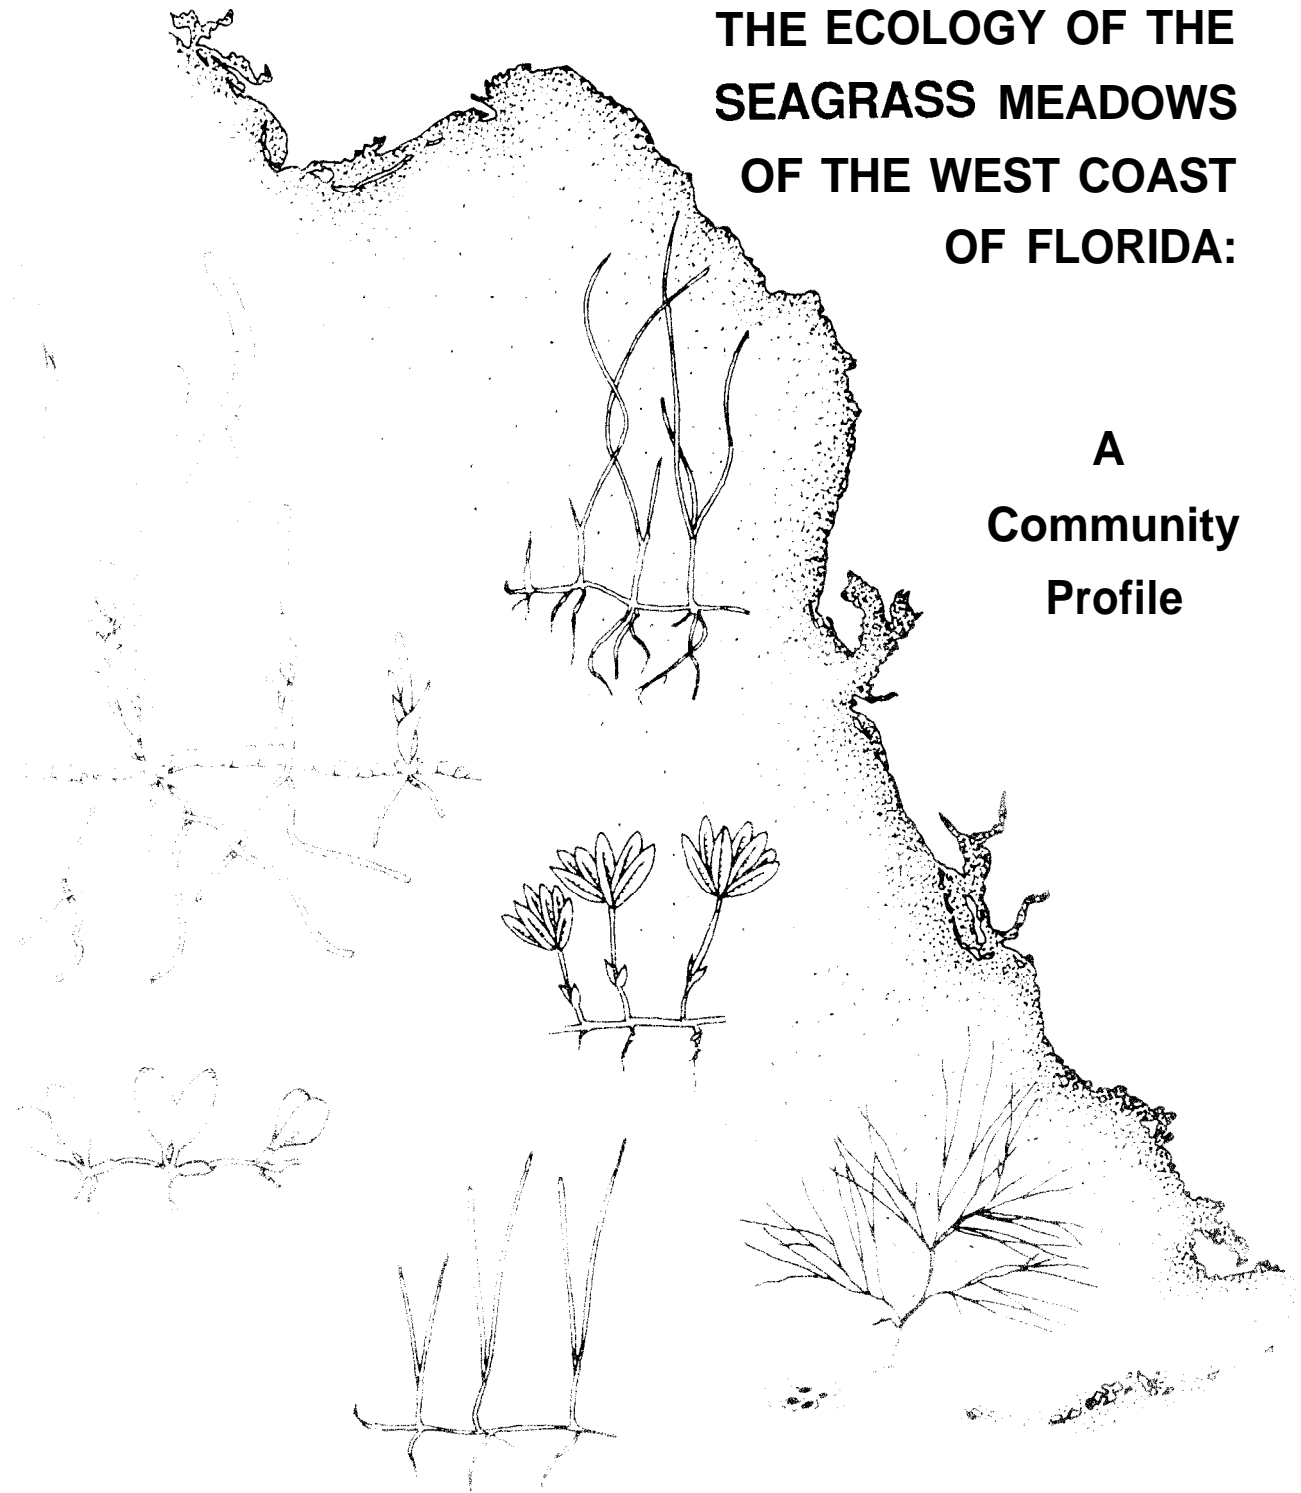 THE ECOLOGY OF THE
SEAGRASS MEADOWS
OF THE WEST COAST
OF FLORIDA:
A
Community
Profile